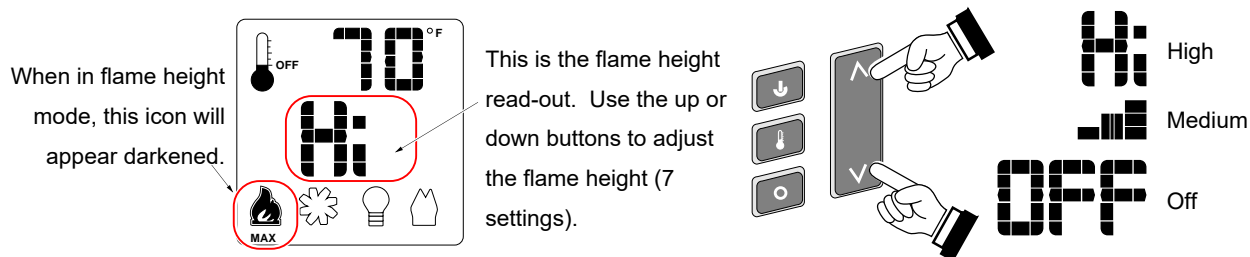 When in flame height
mode, this icon will
appear darkened.
OFF
70°F
Hi
MAX
This is the flame height
read-out. Use the up or
down buttons to adjust
the flame height (7
settings).
Hi
High
Medium
OFF
Off